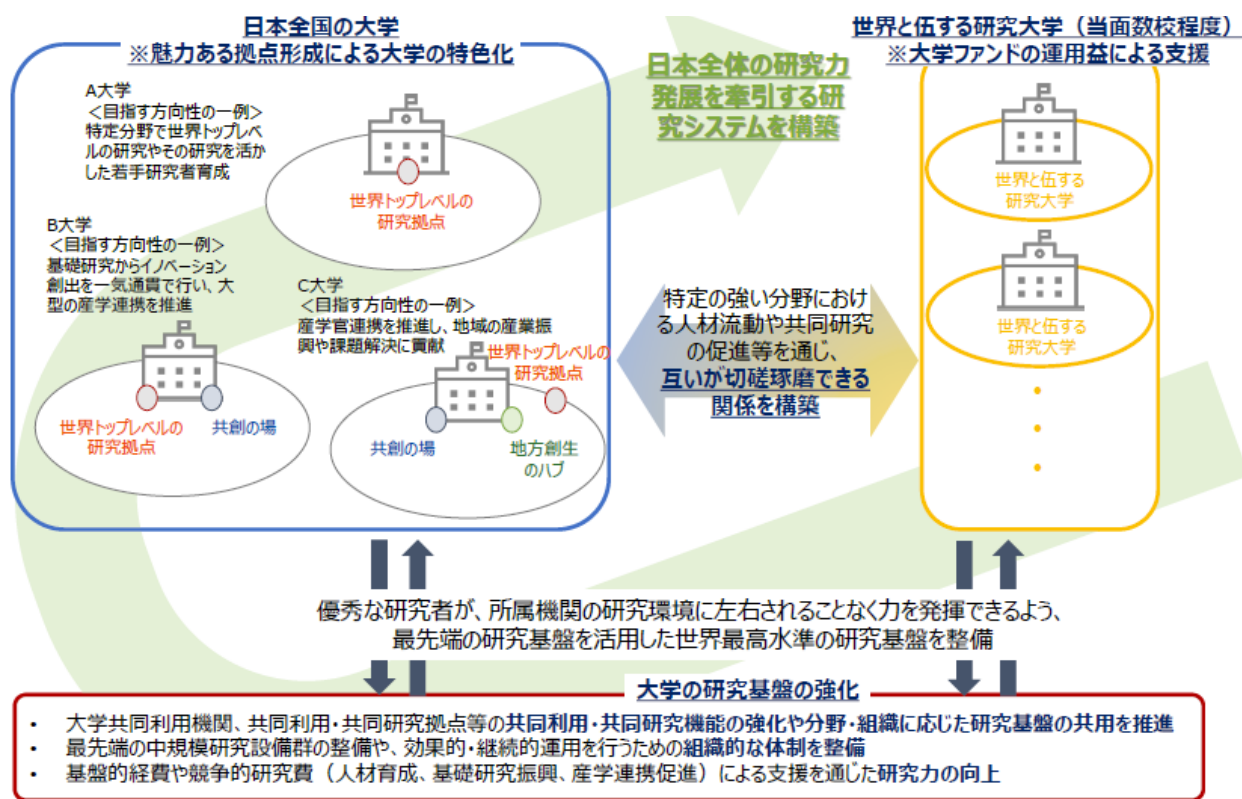 日本全国の大学
※魅力ある拠点形成による大学の特色化
A大学
＜目指す方向性の一例＞
特定分野で世界トップレベ
ルの研究やその研究を活か
した若手研究者育成
世界トップレベルの
研究拠点
B大学
＜目指す方向性の一例＞
基礎研究からイノベーション
創出を一気通貫で行い、大
型の産学連携を推進
世界トップレベルの
研究拠点
共創の場
C大学
＜目指す方向性の一例＞
産学官連携を推進し、地域の産業振
興や課題解決に貢献
世界トップレベルの
研究拠点
共創の場
地方創生
のハブ
日本全体の研究力
発展を牽引する研
究システムを構築
特定の強い分野におけ
る人材流動や共同研究
の促進等を通じ、
互いが切磋琢磨できる
関係を構築
世界と伍する研究大学（当面数校程度）
※大学ファンドの運用益による支援
世界と伍する
研究大学
世界と伍する
研究大学
優秀な研究者が、所属機関の研究環境に左右されることなく力を発揮できるよう、
最先端の研究基盤を活用した世界最高水準の研究基盤を整備
大学の研究基盤の強化
• 大学共同利用機関、共同利用・共同研究拠点等の共同利用・共同研究機能の強化や分野・組織に応じた研究基盤の共用を推進
• 最先端の中規模研究設備群の整備や、効果的・継続的運用を行うための組織的な体制を整備
• 基盤的経費や競争的研究費（人材育成、基礎研究振興、産学連携促進）による支援を通じた研究力の向上